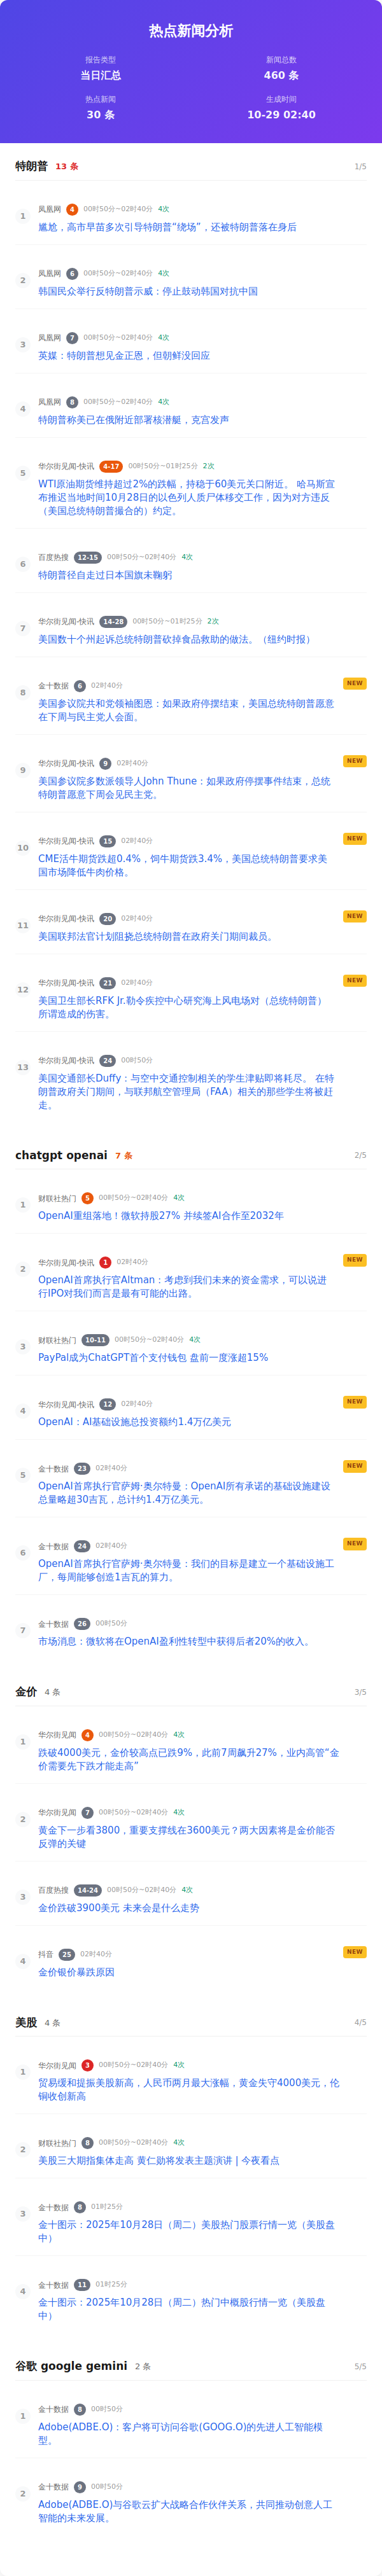 热点新闻分析
报告类型
当日汇总
新闻总数
460 条
热点新闻
30 条
生成时间
10-29 02:40
特朗普 13 条 1/5
1
凤凰网 4 00时50分~02时40分 4次
尴尬，高市早苗多次引导特朗普“绕场”，还被特朗普落在身后
2
凤凰网 6 00时50分~02时40分 4次
韩国民众举行反特朗普示威：停止鼓动韩国对抗中国
3
凤凰网 7 00时50分~02时40分 4次
英媒：特朗普想见金正恩，但朝鲜没回应
4
凤凰网 8 00时50分~02时40分 4次
特朗普称美已在俄附近部署核潜艇，克宫发声
5
华尔街见闻-快讯 4-17 00时50分~01时25分 2次
WTI原油期货维持超过2%的跌幅，持稳于60美元关口附近。 哈马斯宣
布推迟当地时间10月28日的以色列人质尸体移交工作，因为对方违反
（美国总统特朗普撮合的）约定。
6
百度热搜 12-15 00时50分~02时40分 4次
特朗普径自走过日本国旗未鞠躬
7
华尔街见闻-快讯 14-28 00时50分~01时25分 2次
美国数十个州起诉总统特朗普砍掉食品救助的做法。（纽约时报）
8
金十数据 6 02时40分 NEW
美国参议院共和党领袖图恩：如果政府停摆结束，美国总统特朗普愿意
在下周与民主党人会面。
9
华尔街见闻-快讯 9 02时40分 NEW
美国参议院多数派领导人John Thune：如果政府停摆事件结束，总统
特朗普愿意下周会见民主党。
10
华尔街见闻-快讯 15 02时40分 NEW
CME活牛期货跌超0.4%，饲牛期货跌3.4%，美国总统特朗普要求美
国市场降低牛肉价格。
11
华尔街见闻-快讯 20 02时40分 NEW
美国联邦法官计划阻挠总统特朗普在政府关门期间裁员。
12
华尔街见闻-快讯 21 02时40分 NEW
美国卫生部长RFK Jr.勒令疾控中心研究海上风电场对（总统特朗普）
所谓造成的伤害。
13
华尔街见闻-快讯 24 00时50分
美国交通部长Duffy：与空中交通控制相关的学生津贴即将耗尽。 在特
朗普政府关门期间，与联邦航空管理局（FAA）相关的那些学生将被赶
走。
chatgpt openai 7 条 2/5
1
财联社热门 5 00时50分~02时40分 4次
OpenAI重组落地！微软持股27% 并续签AI合作至2032年
2
华尔街见闻-快讯 1 02时40分 NEW
OpenAI首席执行官Altman：考虑到我们未来的资金需求，可以说进
行IPO对我们而言是最有可能的出路。
3
财联社热门 10-11 00时50分~02时40分 4次
PayPal成为ChatGPT首个支付钱包 盘前一度涨超15%
4
华尔街见闻-快讯 12 02时40分 NEW
OpenAI：AI基础设施总投资额约1.4万亿美元
5
金十数据 23 02时40分 NEW
OpenAI首席执行官萨姆·奥尔特曼：OpenAI所有承诺的基础设施建设
总量略超30吉瓦，总计约1.4万亿美元。
6
金十数据 24 02时40分 NEW
OpenAI首席执行官萨姆·奥尔特曼：我们的目标是建立一个基础设施工
厂，每周能够创造1吉瓦的算力。
7
金十数据 26 00时50分
市场消息：微软将在OpenAI盈利性转型中获得后者20%的收入。
金价 4 条 3/5
1
华尔街见闻 4 00时50分~02时40分 4次
跌破4000美元，金价较高点已跌9%，此前7周飙升27%，业内高管“金
价需要先下跌才能走高”
2
华尔街见闻 7 00时50分~02时40分 4次
黄金下一步看3800，重要支撑线在3600美元？两大因素将是金价能否
反弹的关键
3
百度热搜 14-24 00时50分~02时40分 4次
金价跌破3900美元 未来会是什么走势
4
抖音 25 02时40分 NEW
金价银价暴跌原因
美股 4 条 4/5
1
华尔街见闻 3 00时50分~02时40分 4次
贸易缓和提振美股新高，人民币两月最大涨幅，黄金失守4000美元，伦
铜收创新高
2
财联社热门 8 00时50分~02时40分 4次
美股三大期指集体走高 黄仁勋将发表主题演讲 | 今夜看点
3
金十数据 8 01时25分
金十图示：2025年10月28日（周二）美股热门股票行情一览（美股盘
中）
4
金十数据 11 01时25分
金十图示：2025年10月28日（周二）热门中概股行情一览（美股盘
中）
谷歌 google gemini 2 条 5/5
1
金十数据 8 00时50分
Adobe(ADBE.O)：客户将可访问谷歌(GOOG.O)的先进人工智能模
型。
2
金十数据 9 00时50分
Adobe(ADBE.O)与谷歌云扩大战略合作伙伴关系，共同推动创意人工
智能的未来发展。